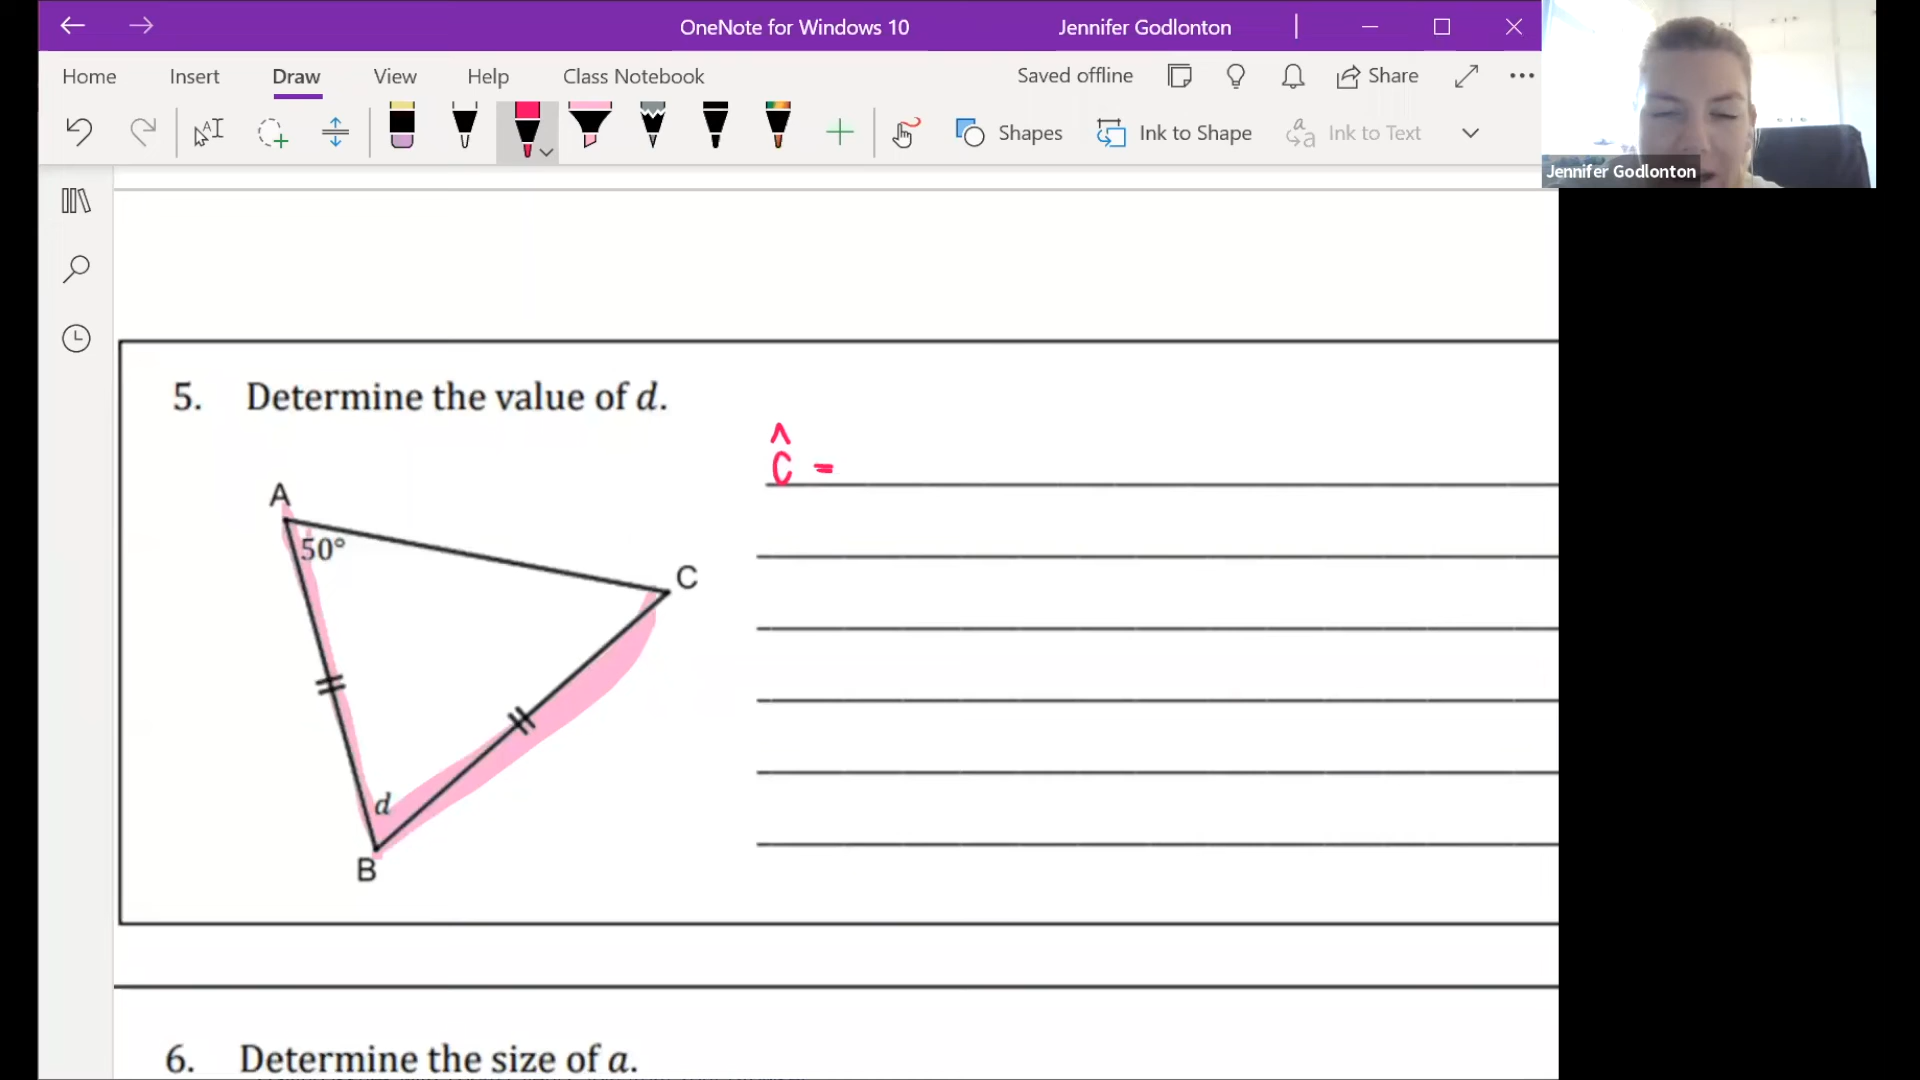 OneNote for Windows 10
Jennifer Godlonton
Home Insert Draw View Help Class Notebook
Saved offline
Share
Shapes
Ink to Shape
Ink to Text
Jennifer Godlonton
5. Determine the value of d.
Ĉ =
A
50°
C
d
B
6. Determine the size of a.